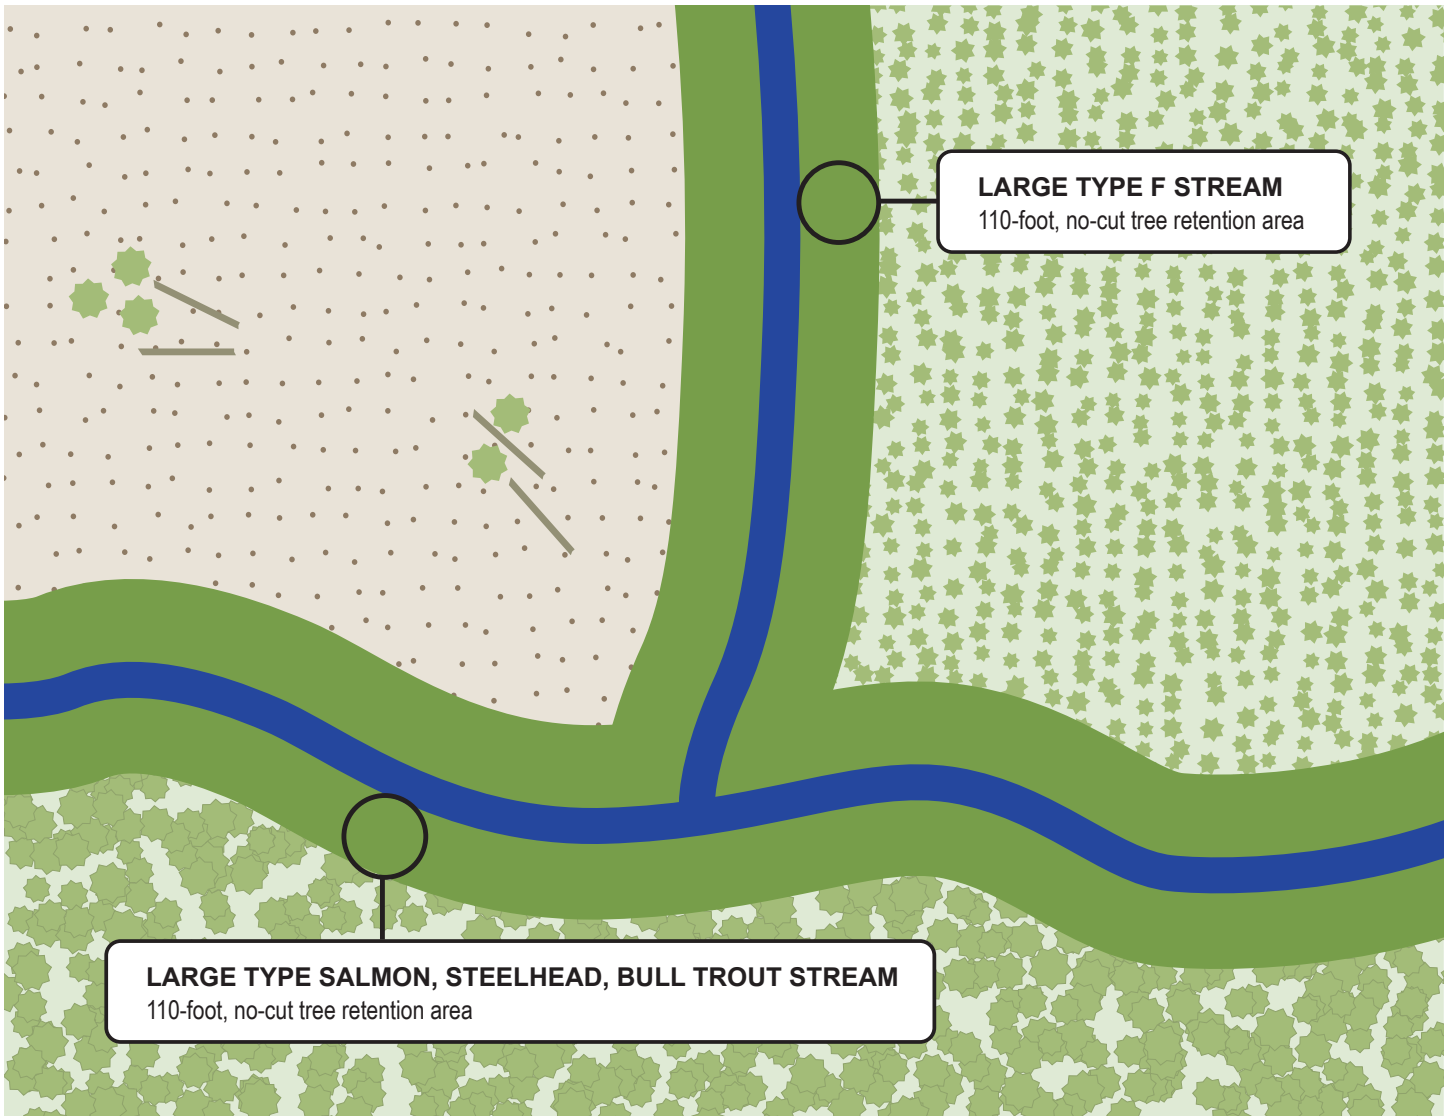 LARGE TYPE F STREAM
110-foot, no-cut tree retention area
LARGE TYPE SALMON, STEELHEAD, BULL TROUT STREAM
110-foot, no-cut tree retention area